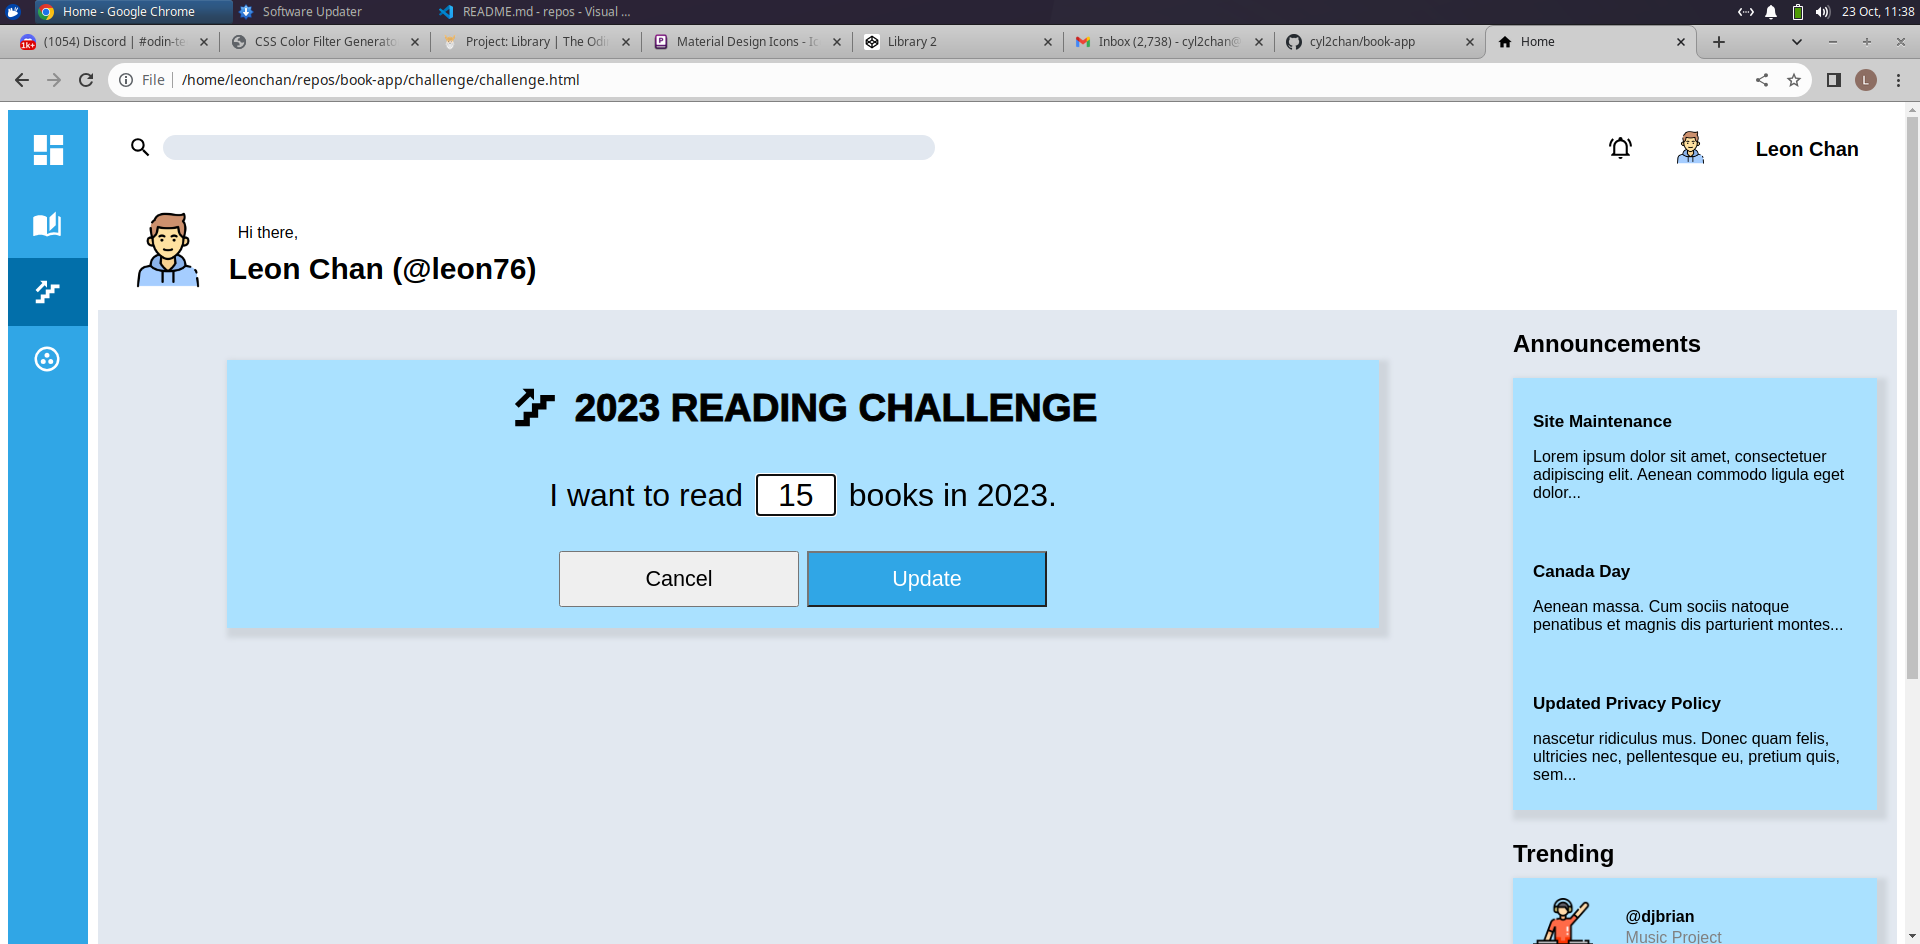 Home - Google Chrome
Software Updater
README.md - repos - Visual ...
23 Oct, 11:38
1k+
(1054) Discord | #odin-te
CSS Color Filter Generato
Project: Library | The Odi
Material Design Icons - Ic
Library 2
Inbox (2,738) - cyl2chan@
cyl2chan/book-app
Home
File
/home/leonchan/repos/book-app/challenge/challenge.html
L
Leon Chan
Hi there,
Leon Chan (@leon76)
2023 READING CHALLENGE
I want to read 15 books in 2023.
Cancel
Update
Announcements
Site Maintenance
Lorem ipsum dolor sit amet, consectetuer
adipiscing elit. Aenean commodo ligula eget
dolor...
Canada Day
Aenean massa. Cum sociis natoque
penatibus et magnis dis parturient montes...
Updated Privacy Policy
nascetur ridiculus mus. Donec quam felis,
ultricies nec, pellentesque eu, pretium quis,
sem...
Trending
@djbrian
Music Project